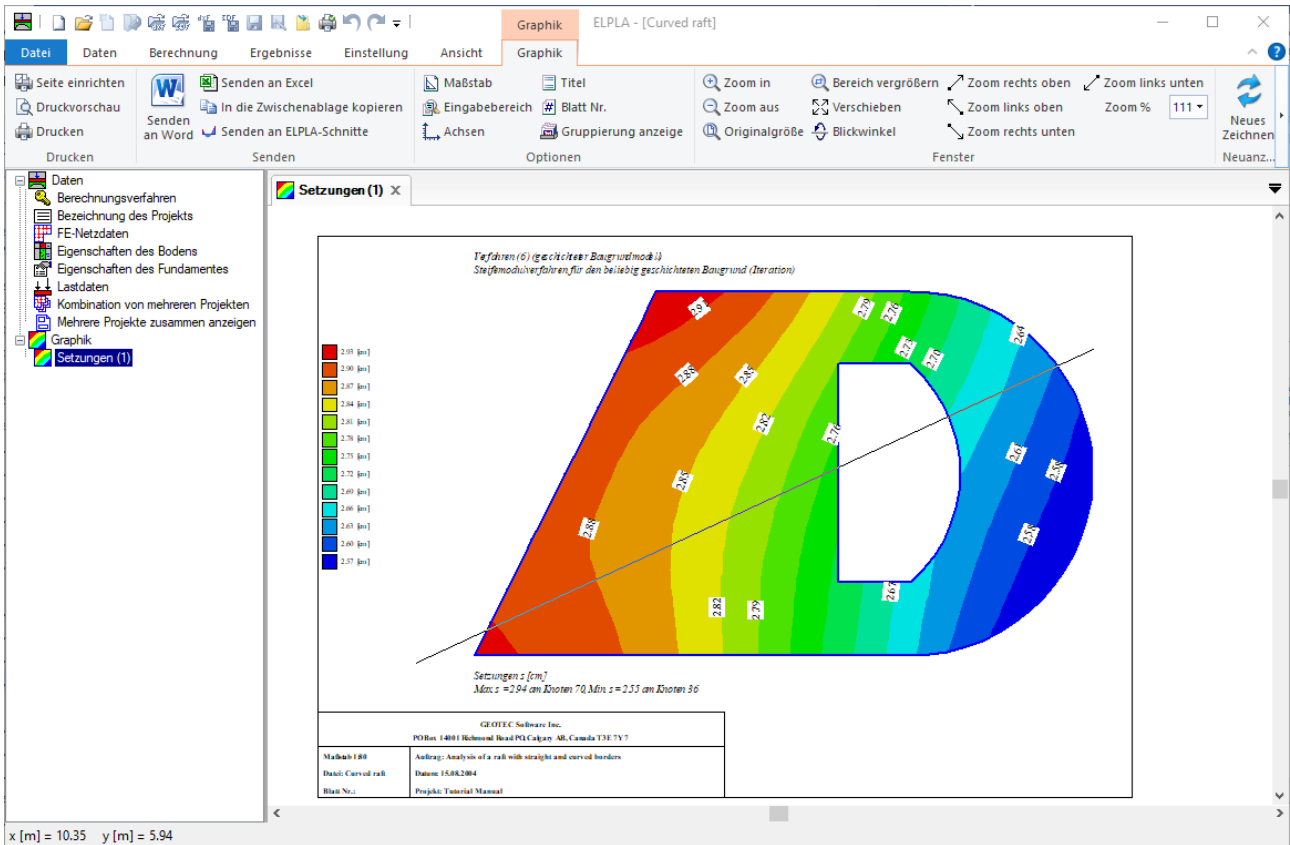 Graphik ELPLA - [Curved raft]
Datei Daten Berechnung Ergebnisse Einstellung Ansicht Graphik
Seite einrichten
Druckvorschau
Drucken
Drucken
Senden an Word
Senden an Excel
In die Zwischenablage kopieren
Senden an ELPLA-Schnitte
Senden
Maßstab
Eingabebereich
Achsen
Titel
Blatt Nr.
Gruppierung anzeige
Optionen
Zoom in
Zoom aus
Originalgröße
Bereich vergrößern
Verschieben
Blickwinkel
Zoom rechts oben
Zoom links oben
Zoom rechts unten
Zoom links unten
Zoom % 111
Fenster
Neues Zeichnen
Neuanz...
Daten
Berechnungsverfahren
Bezeichnung des Projekts
FE-Netzdaten
Eigenschaften des Bodens
Eigenschaften des Fundamentes
Lastdaten
Kombination von mehreren Projekten
Mehrere Projekte zusammen anzeigen
Graphik
Setzungen (1)
Setzungen (1)
Verfahren (6) (geschichteter Baugrundmodell)
Steifemodulverfahren für den beliebig geschichteten Baugrund (Iteration)
2.93 [cm]
2.90 [cm]
2.87 [cm]
2.84 [cm]
2.81 [cm]
2.78 [cm]
2.75 [cm]
2.72 [cm]
2.69 [cm]
2.66 [cm]
2.63 [cm]
2.60 [cm]
2.57 [cm]
2.91
2.79
2.76
2.64
2.73
2.70
2.88
2.85
2.82
2.76
2.61
2.58
2.85
2.88
2.58
2.67
2.82
2.79
Setzungen s [cm]
Max. s = 2.94 am Knoten 70, Min. s = 2.55 am Knoten 36
GEOTEC Software Inc.
PO Box 14001 Richmond Road PO, Calgary AB, Canada T3E 7Y7
Maßstab 1:80
Datei: Curved raft
Blatt Nr.:
Auftrag: Analysis of a raft with straight and curved borders
Datum: 15.08.2004
Projekt: Tutorial Manual
x [m] = 10.35 y [m] = 5.94